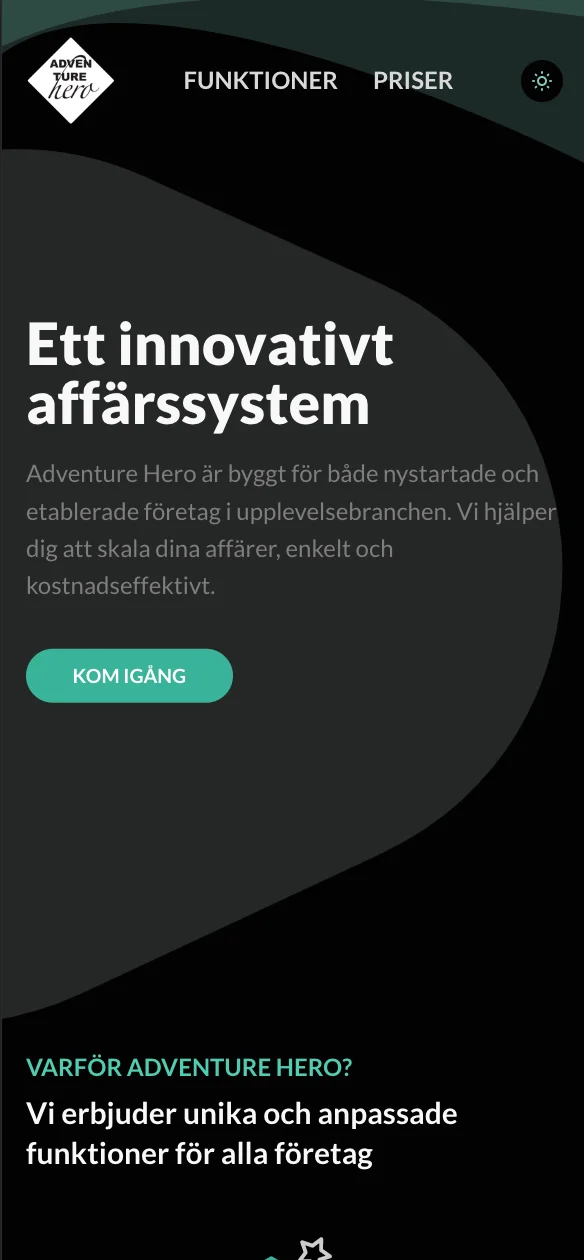 ADVEN
TURE
hero
FUNKTIONER PRISER
Ett innovativt
affärssystem
Adventure Hero är byggt för både nystartade och
etablerade företag i upplevelsebranchen. Vi hjälper
dig att skala dina affärer, enkelt och
kostnadseffektivt.
KOM IGÅNG
VARFÖR ADVENTURE HERO?
Vi erbjuder unika och anpassade
funktioner för alla företag